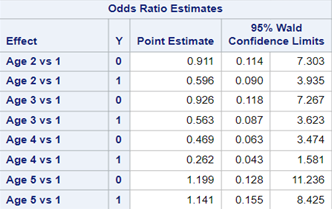 Odds Ratio Estimates
Effect Y Point Estimate 95% Wald Confidence Limits
Age 2 vs 1 0 0.911 0.114 7.303
Age 2 vs 1 1 0.596 0.090 3.935
Age 3 vs 1 0 0.926 0.118 7.267
Age 3 vs 1 1 0.563 0.087 3.623
Age 4 vs 1 0 0.469 0.063 3.474
Age 4 vs 1 1 0.262 0.043 1.581
Age 5 vs 1 0 1.199 0.128 11.236
Age 5 vs 1 1 1.141 0.155 8.425